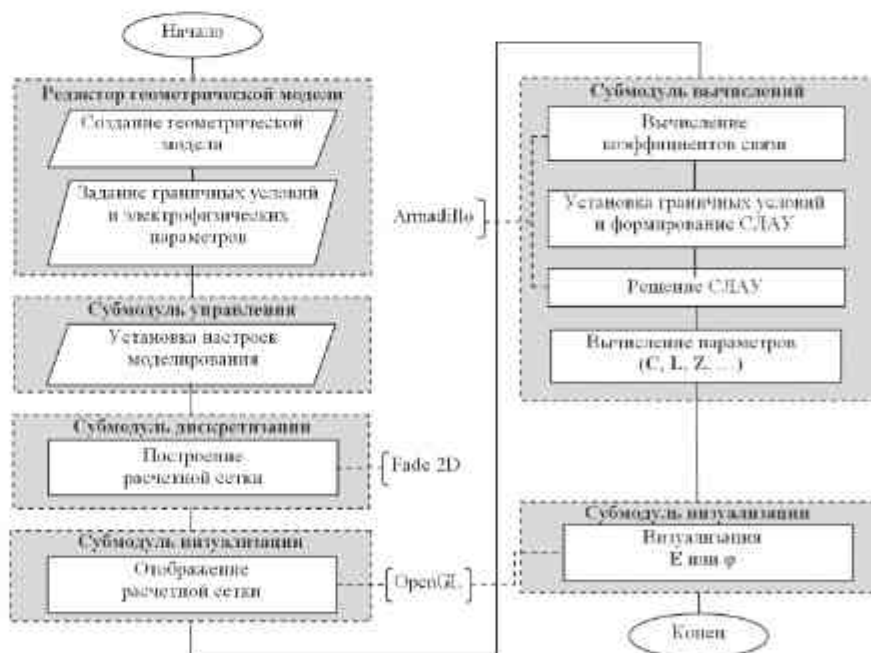 Начало
Редактор геометрической модели
Создание геометрической
модели
Задание граничных условий
и электрофизических
параметров
Субмодуль управления
Установка настроек
моделирования
Субмодуль дискретизации
Построение
расчетной сетки
Fade 2D
Субмодуль визуализации
Отображение
расчетной сетки
OpenGL
Субмодуль вычислений
Вычисление
коэффициентов связи
Armadillo
Установка граничных условий
и формирование СЛАУ
Решение СЛАУ
Вычисление параметров
(C, L, Z, …)
Субмодуль визуализации
Визуализация
E или φ
Конец